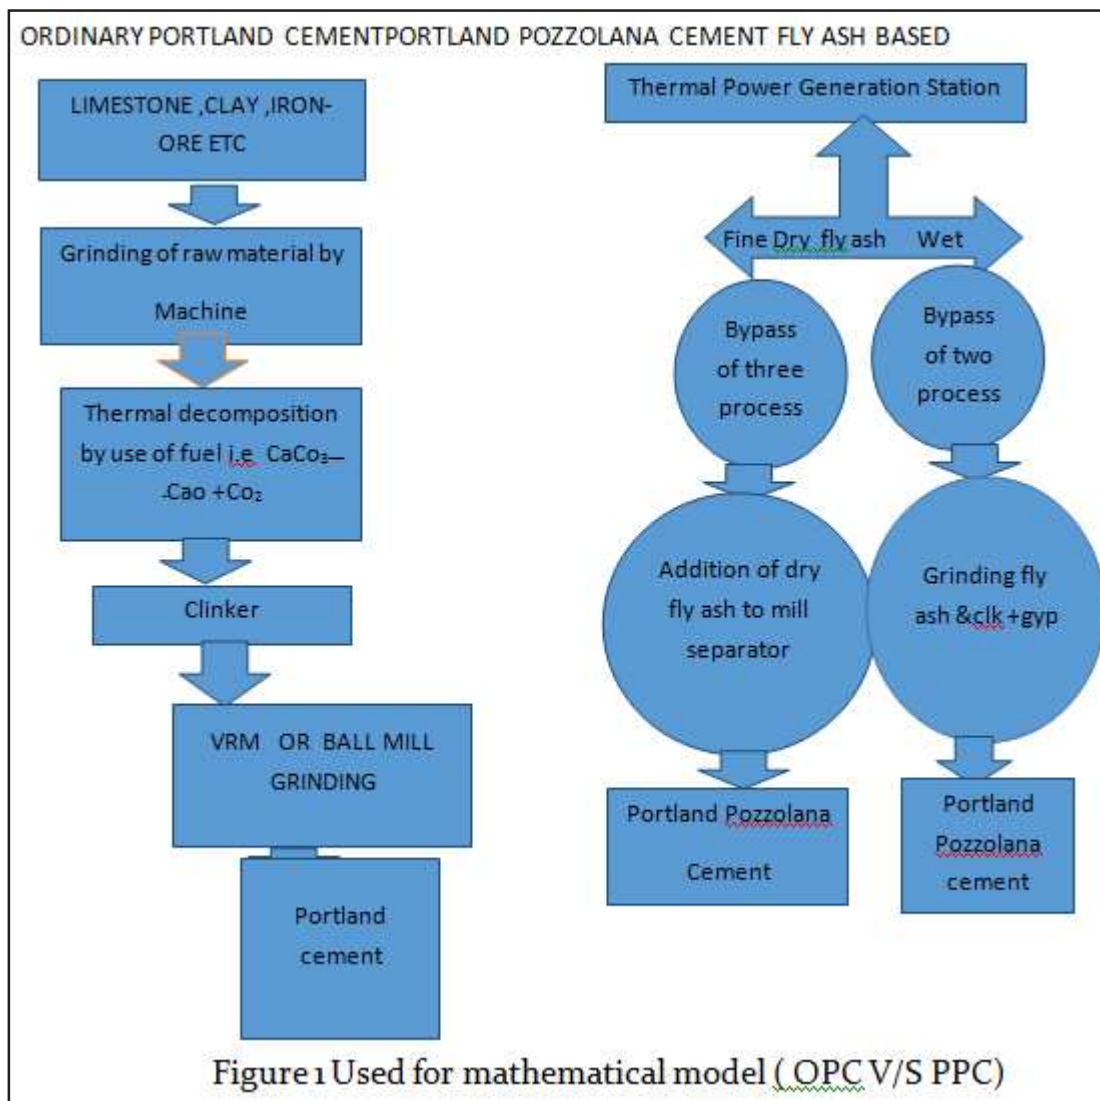 ORDINARY PORTLAND CEMENTPORTLAND POZZOLANA CEMENT FLY ASH BASED
LIMESTONE ,CLAY ,IRON-
ORE ETC
Grinding of raw material by
Machine
Thermal decomposition
by use of fuel i.e CaCo₃—
-Cao +Co₂
Clinker
VRM OR BALL MILL
GRINDING
Portland
cement
Thermal Power Generation Station
Fine Dry fly ash Wet
Bypass
of three
process
Bypass
of two
process
Addition of dry
fly ash to mill
separator
Grinding fly
ash &clk +gyp
Portland Pozzolana
Cement
Portland
Pozzolana
cement
Figure 1 Used for mathematical model ( OPC V/S PPC)